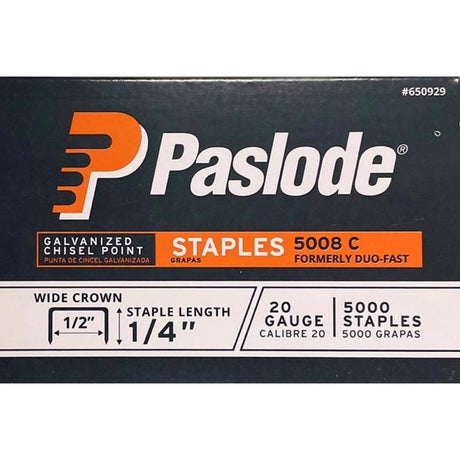 #650929
Paslode®
GALVANIZED
CHISEL POINT
PUNTA DE CINCEL GALVANIZADA
STAPLES
GRAPAS
5008 C
FORMERLY DUO-FAST
WIDE CROWN
1/2"
STAPLE LENGTH
1/4"
20
GAUGE
CALIBRE 20
5000
STAPLES
5000 GRAPAS